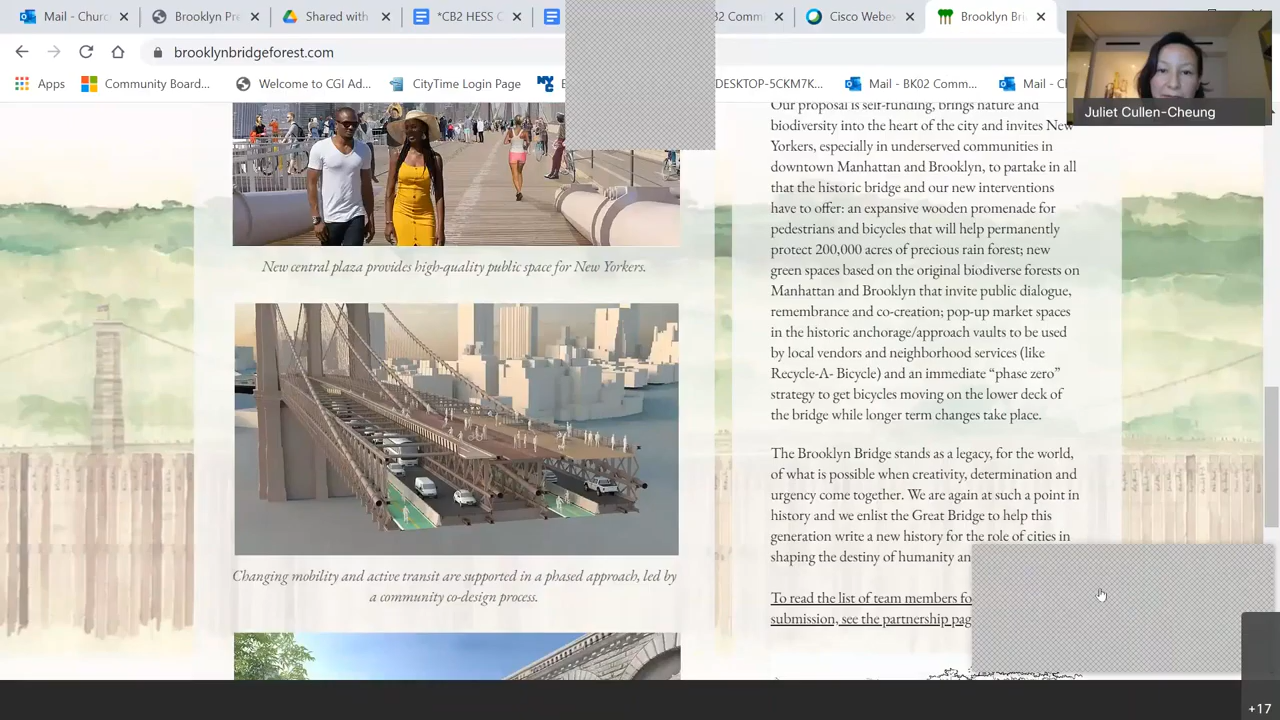 Mail - Churc
Brooklyn Pre
Shared with
*CB2 HESS C
B2 Comm
Cisco Webex
Brooklyn Bri
brooklynbridgeforest.com
Apps
Community Board...
Welcome to CGI Ad...
CityTime Login Page
DESKTOP-5CKM7K...
Mail - BK02 Comm...
Juliet Cullen-Cheung
New central plaza provides high-quality public space for New Yorkers.
Changing mobility and active transit are supported in a phased approach, led by
a community co-design process.
Our proposal is self-funding, brings nature and
biodiversity into the heart of the city and invites New
Yorkers, especially in underserved communities in
downtown Manhattan and Brooklyn, to partake in all
that the historic bridge and our new interventions
have to offer: an expansive wooden promenade for
pedestrians and bicycles that will help permanently
protect 200,000 acres of precious rain forest; new
green spaces based on the original biodiverse forests on
Manhattan and Brooklyn that invite public dialogue,
remembrance and co-creation; pop-up market spaces
in the historic anchorage/approach vaults to be used
by local vendors and neighborhood services (like
Recycle-A- Bicycle) and an immediate “phase zero”
strategy to get bicycles moving on the lower deck of
the bridge while longer term changes take place.
The Brooklyn Bridge stands as a legacy, for the world,
of what is possible when creativity, determination and
urgency come together. We are again at such a point in
history and we enlist the Great Bridge to help this
generation write a new history for the role of cities in
shaping the destiny of humanity an
To read the list of team members fo
submission, see the partnership pag
+17